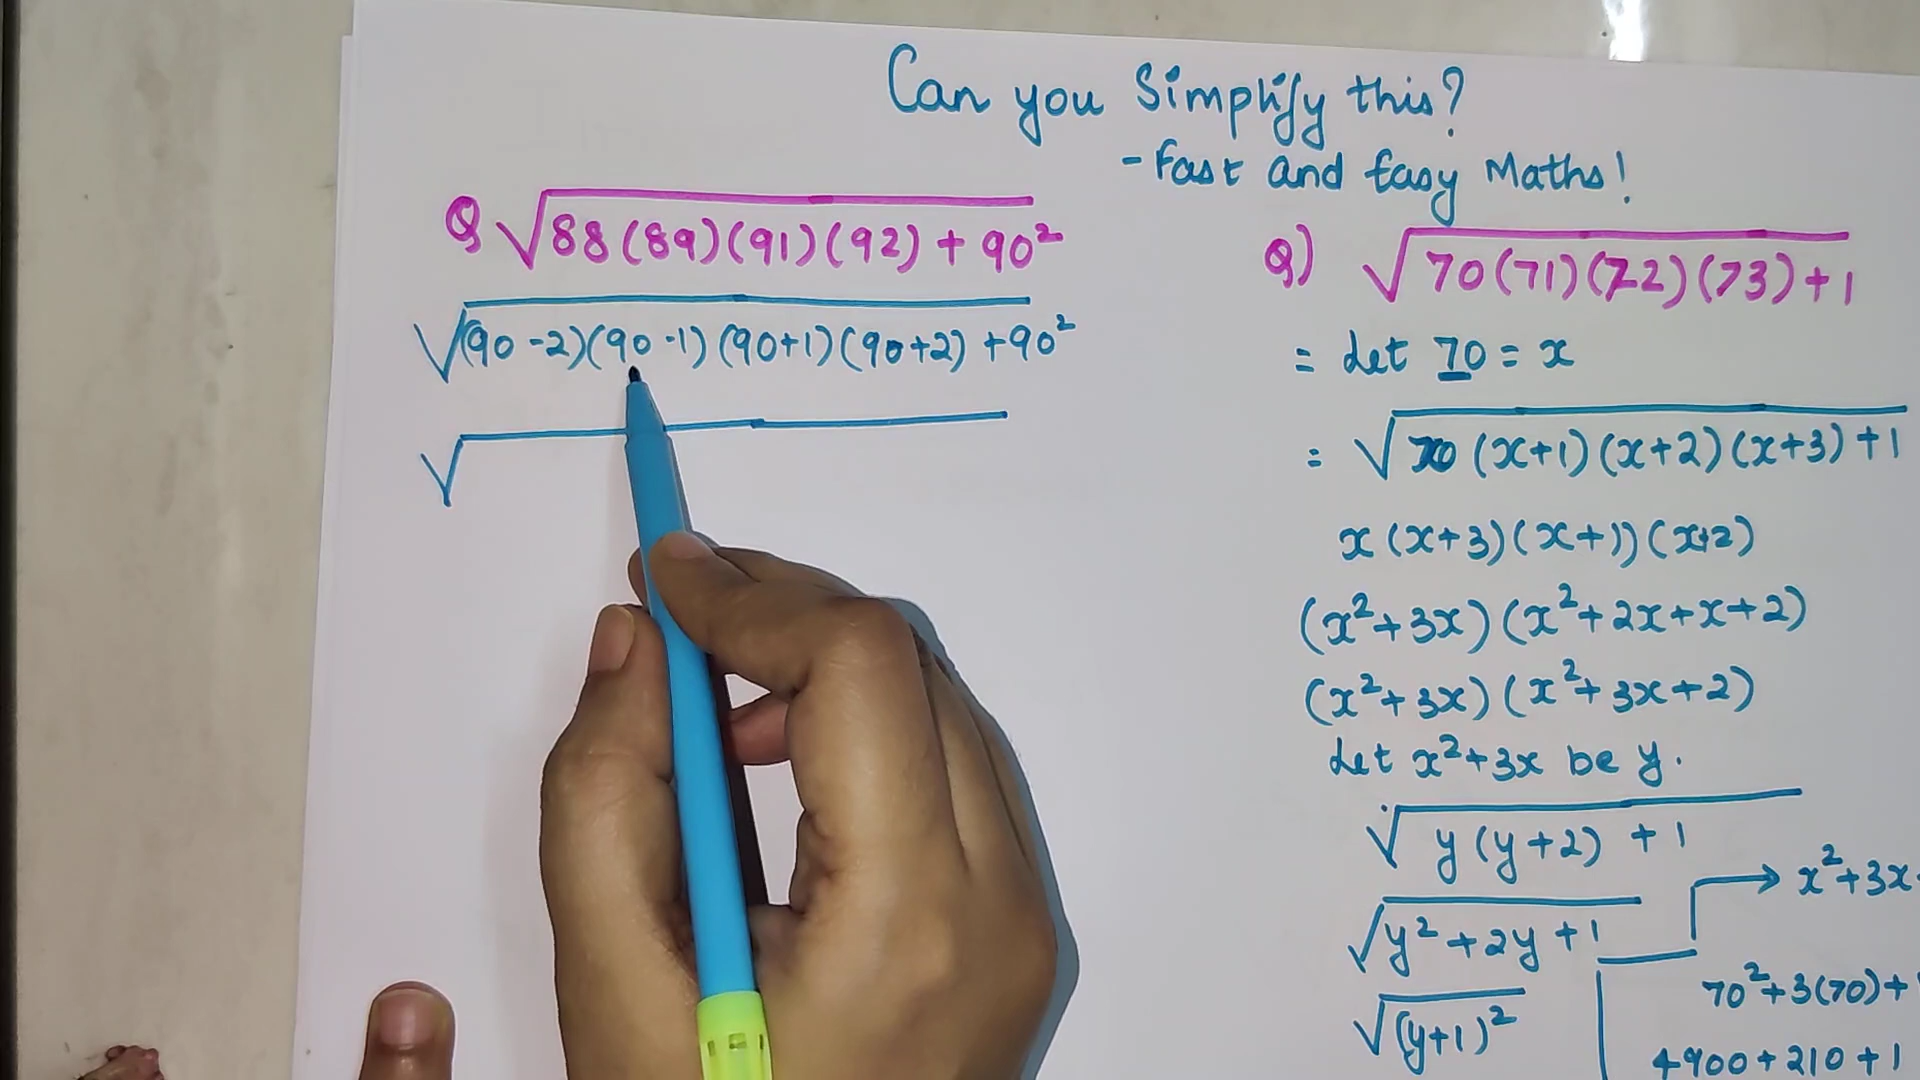 Can you Simplify this?
- Fast and Easy Maths!
Q √88(89)(91)(92) + 90²
√(90-2)(90-1)(90+1)(90+2) + 90²
√
Q) √70(71)(72)(73)+1
= Let 70 = x
= √x(x+1)(x+2)(x+3)+1
x(x+3)(x+1)(x+2)
(x²+3x)(x²+2x+x+2)
(x²+3x)(x²+3x+2)
Let x²+3x be y.
√y(y+2) + 1
√y²+2y+1 → x²+3x
√(y+1)²
70²+3(70)+
4900+210+1